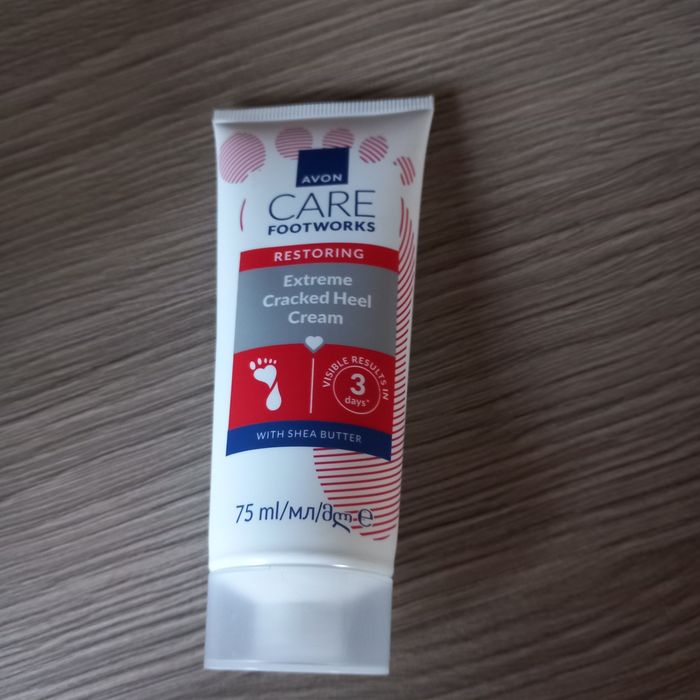 AVON
CARE
FOOTWORKS
RESTORING
Extreme
Cracked Heel
Cream
VISIBLE RESULTS IN
3
days*
WITH SHEA BUTTER
75 ml/мл/მლ e